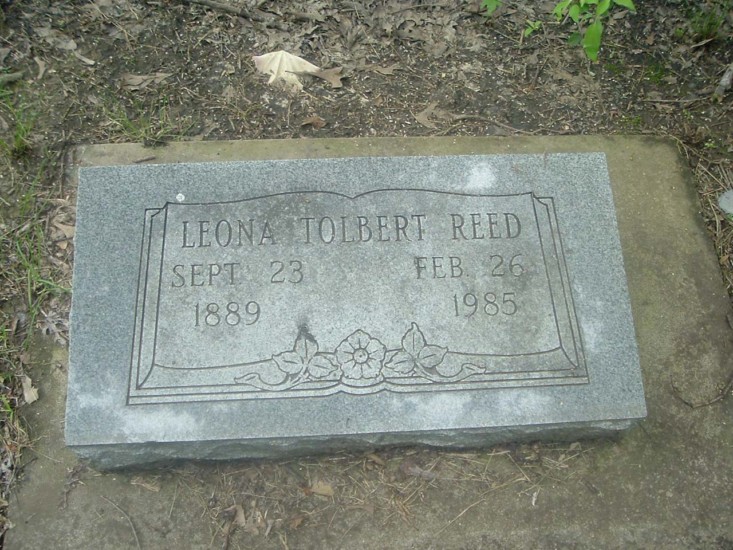 LEONA TOLBERT REED
SEPT. 23 FEB. 26
1889 1985